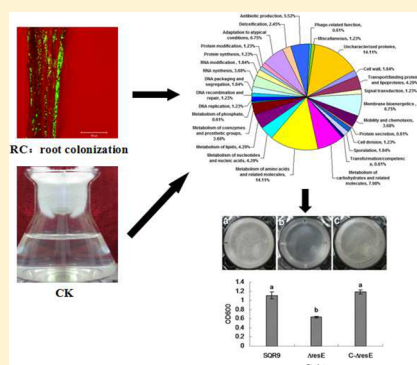 RC: root colonization
CK
Antibiotic production, 5.52%
Detoxification, 2.45%
Adaptation to atypical
conditions, 6.75%
Protein modification, 1.23%
Protein synthesis, 1.23%
RNA modification , 1.84%
RNA synthesis, 3.68%
DNA packaging and
segregation, 1.84%
DNA recombination and
repair, 1.23%
DNA replication, 1.23%
Metabolism of phosphate,
0.61%
Metabolism of coenzymes
and prosthetic groups,
3.68%
Metabolism of lipids, 4.29%
Metabolism of nucleotides
and nucleic acids, 4.29%
Metabolism of amino acids
and related molecules,
14.11%
Phage-related function,
0.61%
Miscellaneous, 1.23%
Uncharacterized proteins,
14.11%
Cell wall, 1.84%
Transport/binding proteins
and lipoproteins, 4.29%
Signal transduction, 1.23%
Membrane bioenergetics,
6.75%
Mobility and chemotaxis,
3.08%
Protein secretion, 0.61%
Cell division, 1.23%
Sporulation, 1.84%
Transformation/competenc
e, 0.61%
Metabolism of
carbohydrates and related
molecules, 7.98%
a
b
C
OD600
1.4
1.2
1
0.8
0.6
0.4
0.2
0
a
b
a
SQR9
ΔresE
C-ΔresE